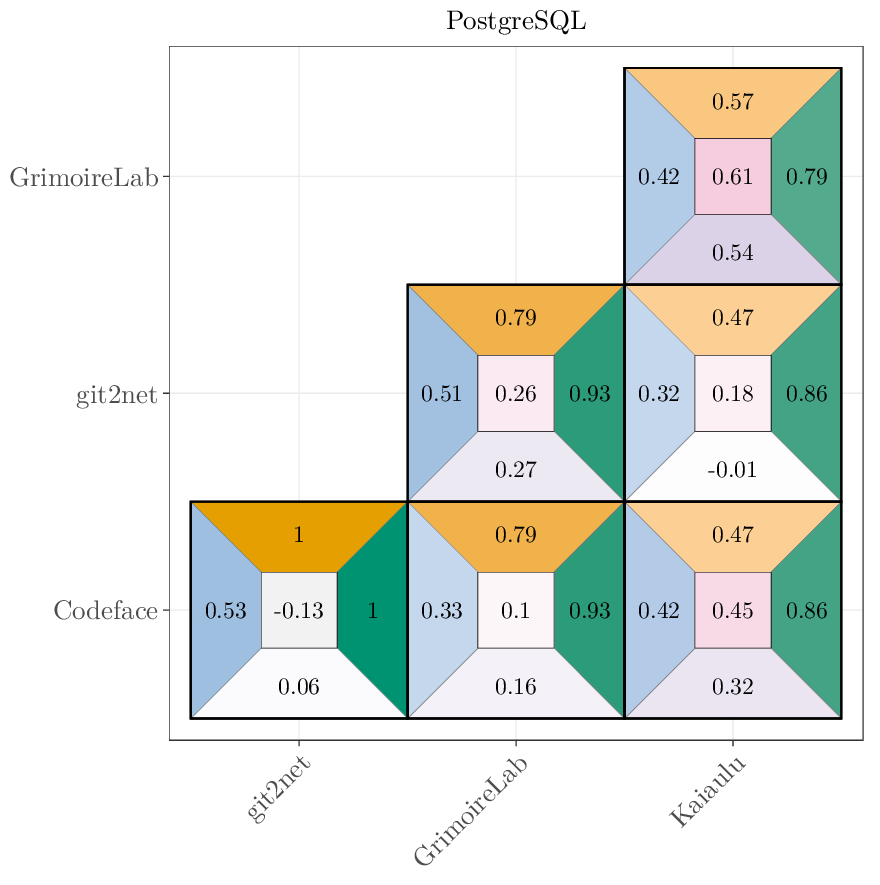 PostgreSQL
0.57
GrimoireLab
0.42 0.61 0.79
0.54
0.79 0.47
git2net
0.51 0.26 0.93 0.32 0.18 0.86
0.27 -0.01
1 0.79 0.47
Codeface
0.53 -0.13 1 0.33 0.1 0.93 0.42 0.45 0.86
0.06 0.16 0.32
git2net
GrimoireLab
Kaiaulu